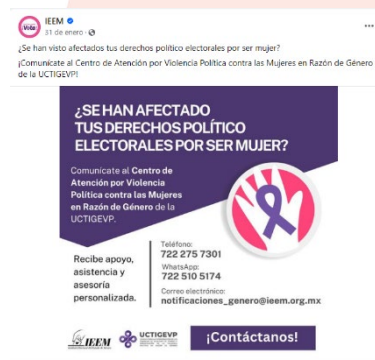 IEEM
31 de enero ·
¿Se han visto afectados tus derechos político electorales por ser mujer?
¡Comunícate al Centro de Atención por Violencia Política contra las Mujeres en Razón de Género
de la UCTIGEVP!
¿SE HAN AFECTADO
TUS DERECHOS POLÍTICO
ELECTORALES POR SER MUJER?
Comunícate al Centro de
Atención por Violencia
Política contra las Mujeres
en Razón de Género de la
UCTIGEVP.
Recibe apoyo,
asistencia y
asesoría
personalizada.
Teléfono:
722 275 7301
WhatsApp:
722 510 5174
Correo electrónico:
notificaciones_genero@ieem.org.mx
IEEM
UCTIGEVP
¡Contáctanos!